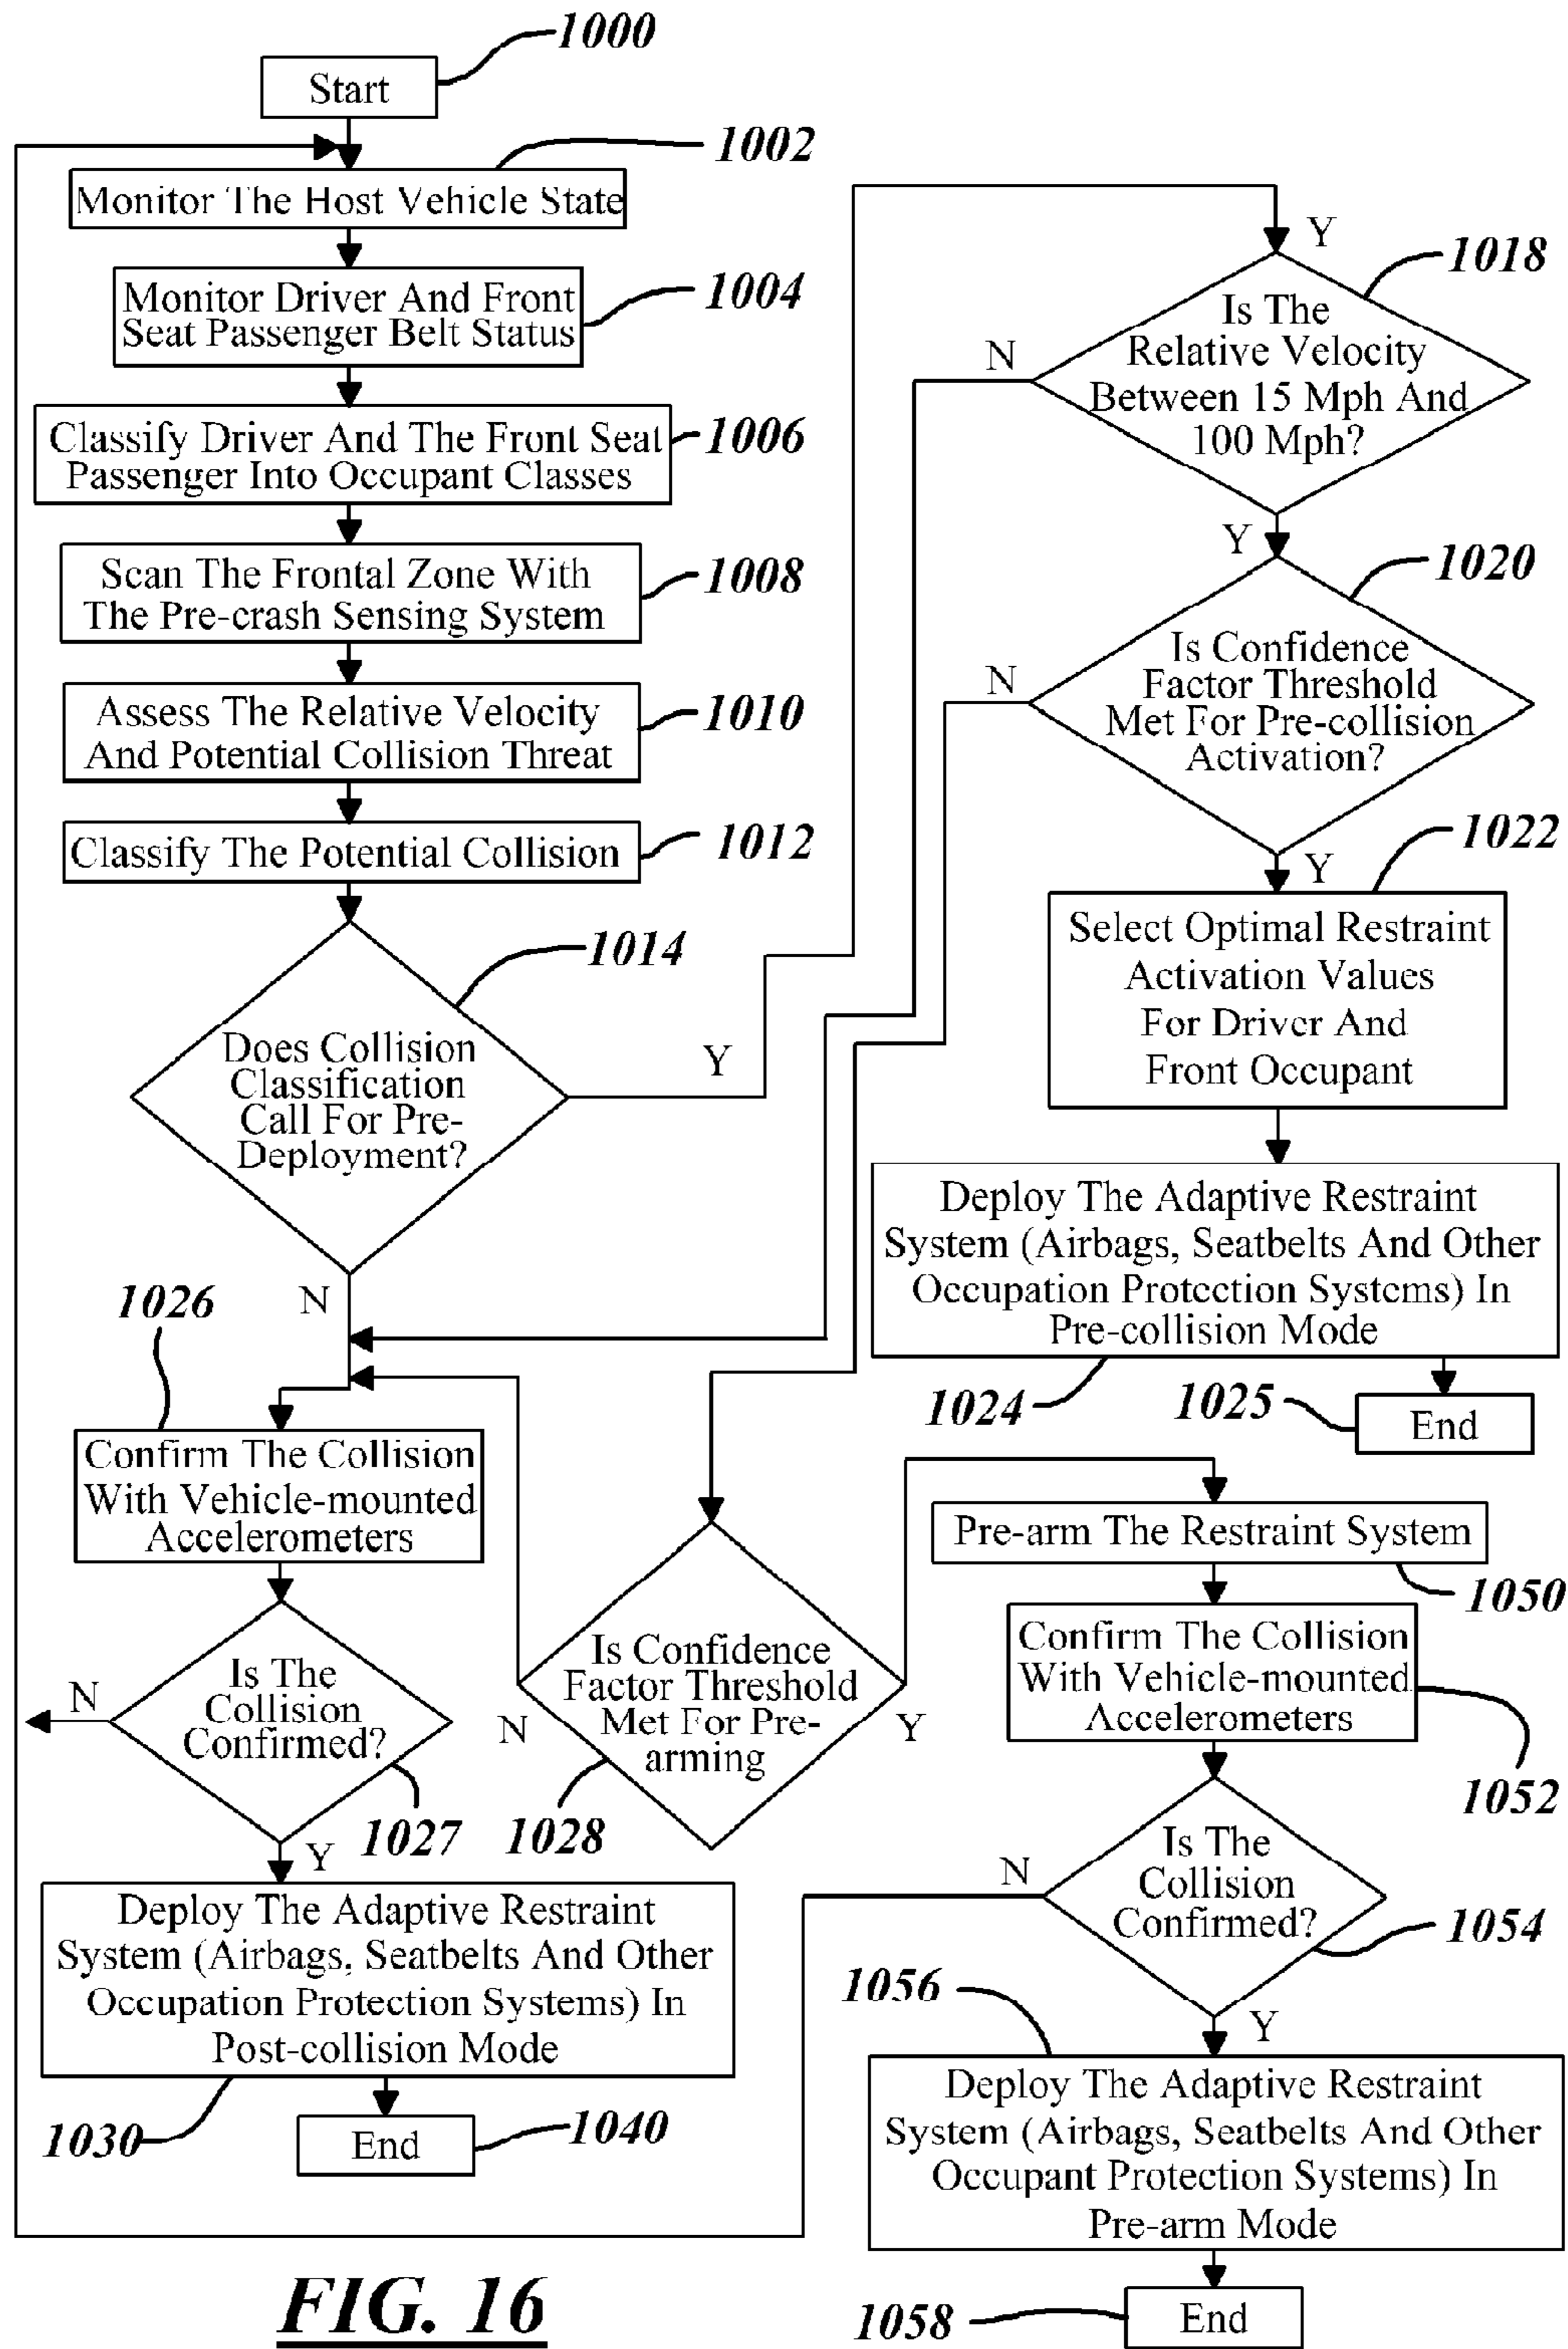 1000
Start
1002
Monitor The Host Vehicle State
Monitor Driver And Front
Seat Passenger Belt Status
1004
Classify Driver And The Front Seat
Passenger Into Occupant Classes
1006
Scan The Frontal Zone With
The Pre-crash Sensing System
1008
Assess The Relative Velocity
And Potential Collision Threat
1010
Classify The Potential Collision
1012
1014
Does Collision
Classification
Call For Pre-
Deployment?
Y
N
Y
1018
Is The
Relative Velocity
Between 15 Mph And
100 Mph?
N
Y
1020
Is Confidence
Factor Threshold
Met For Pre-collision
Activation?
N
Y
1022
Select Optimal Restraint
Activation Values
For Driver And
Front Occupant
Deploy The Adaptive Restraint
System (Airbags, Seatbelts And Other
Occupation Protection Systems) In
Pre-collision Mode
1024
1025
End
1026
Confirm The Collision
With Vehicle-mounted
Accelerometers
Is The
Collision
Confirmed?
N
1027
Y
Deploy The Adaptive Restraint
System (Airbags, Seatbelts And Other
Occupation Protection Systems) In
Post-collision Mode
1030
End
1040
Is Confidence
Factor Threshold
Met For Pre-
arming
N
Y
1028
Pre-arm The Restraint System
1050
Confirm The Collision
With Vehicle-mounted
Accelerometers
1052
Is The
Collision
Confirmed?
N
1054
Y
1056
Deploy The Adaptive Restraint
System (Airbags, Seatbelts And Other
Occupant Protection Systems) In
Pre-arm Mode
1058
End
FIG. 16